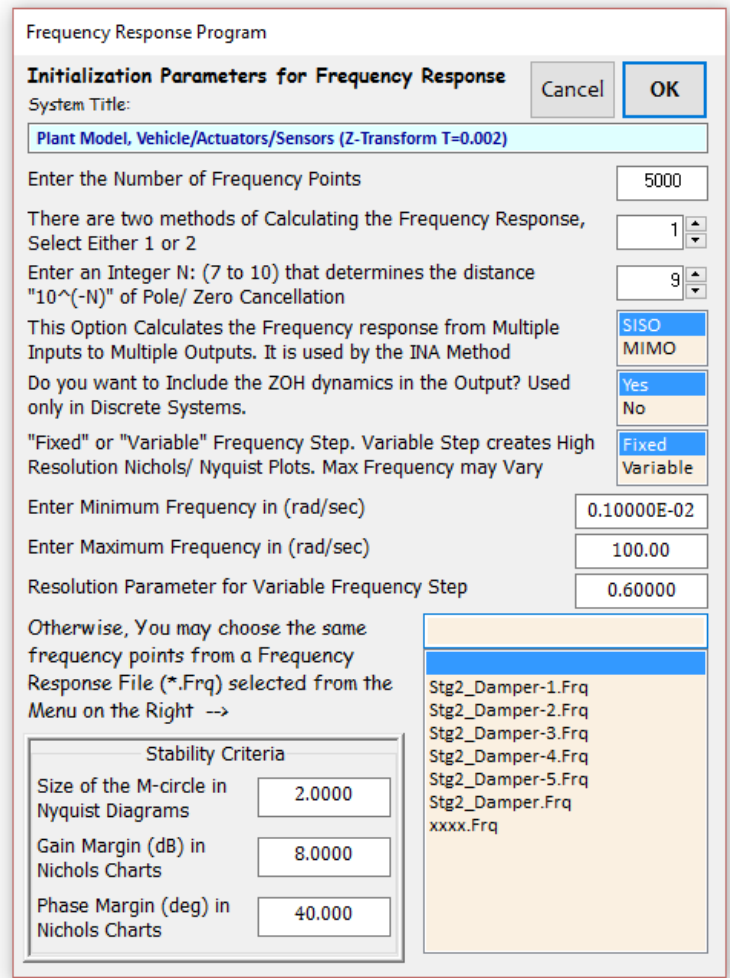 Frequency Response Program
Initialization Parameters for Frequency Response
Cancel
OK
System Title:
Plant Model, Vehicle/Actuators/Sensors (Z-Transform T=0.002)
Enter the Number of Frequency Points
5000
There are two methods of Calculating the Frequency Response,
Select Either 1 or 2
1
Enter an Integer N: (7 to 10) that determines the distance
"10^(-N)" of Pole/ Zero Cancellation
9
This Option Calculates the Frequency response from Multiple
Inputs to Multiple Outputs. It is used by the INA Method
SISO
MIMO
Do you want to Include the ZOH dynamics in the Output? Used
only in Discrete Systems.
Yes
No
"Fixed" or "Variable" Frequency Step. Variable Step creates High
Resolution Nichols/ Nyquist Plots. Max Frequency may Vary
Fixed
Variable
Enter Minimum Frequency in (rad/sec)
0.10000E-02
Enter Maximum Frequency in (rad/sec)
100.00
Resolution Parameter for Variable Frequency Step
0.60000
Otherwise, You may choose the same
frequency points from a Frequency
Response File (*.Frq) selected from the
Menu on the Right -->
Stg2_Damper-1.Frq
Stg2_Damper-2.Frq
Stg2_Damper-3.Frq
Stg2_Damper-4.Frq
Stg2_Damper-5.Frq
Stg2_Damper.Frq
xxxx.Frq
Stability Criteria
Size of the M-circle in
Nyquist Diagrams
2.0000
Gain Margin (dB) in
Nichols Charts
8.0000
Phase Margin (deg) in
Nichols Charts
40.000